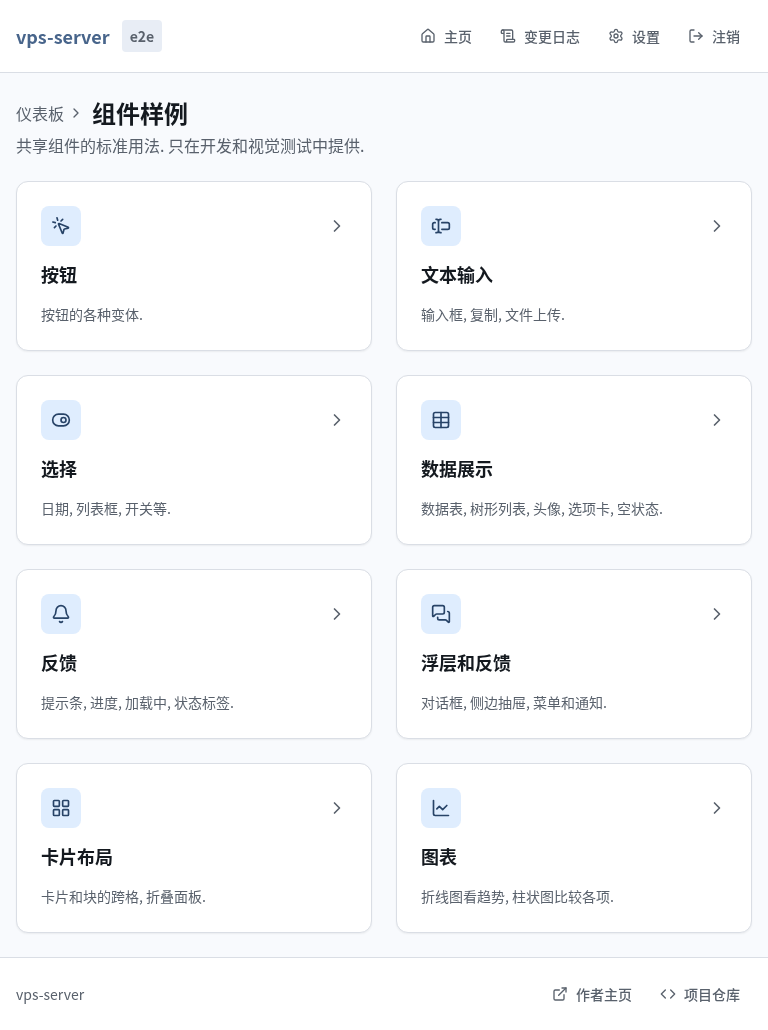 vps-server e2e 主页 变更日志 设置 注销
仪表板 组件样例
共享组件的标准用法. 只在开发和视觉测试中提供.
按钮
按钮的各种变体.
文本输入
输入框, 复制, 文件上传.
选择
日期, 列表框, 开关等.
数据展示
数据表, 树形列表, 头像, 选项卡, 空状态.
反馈
提示条, 进度, 加载中, 状态标签.
浮层和反馈
对话框, 侧边抽屉, 菜单和通知.
卡片布局
卡片和块的跨格, 折叠面板.
图表
折线图看趋势, 柱状图比较各项.
vps-server 作者主页 项目仓库